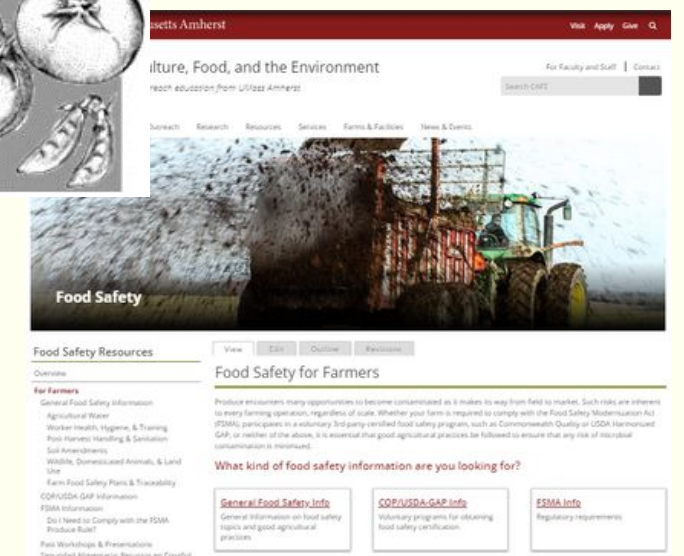 usetts Amherst
Visit Apply Give
ulture, Food, and the Environment
For Faculty and Staff | Contact
reach education from UMass Amherst
Search CAFE
Outreach Research Resources Services Farms & Facilities News & Events
Food Safety
Food Safety Resources
Overview
For Farmers
General Food Safety Information
Agricultural Water
Worker Health, Hygiene, & Training
Post-Harvest Handling & Sanitation
Soil Amendments
Wildlife, Domesticated Animals, & Land
Use
Farm Food Safety Plans & Traceability
CQP/USDA-GAP Information
FSMA Information
Do I Need to Comply with the FSMA
Produce Rule?
Past Workshops & Presentations
View Edit Outline Revisions
Food Safety for Farmers
Produce encounters many opportunities to become contaminated as it makes its way from field to market. Such risks are inherent
to every farming operation, regardless of scale. Whether your farm is required to comply with the Food Safety Modernization Act
(FSMA), participates in a voluntary 3rd-party certified food safety program, such as Commonwealth Quality or USDA Harmonized
GAP, or neither of the above, it is essential that good agricultural practices be followed to ensure that any risk of microbial
contamination is minimized.
What kind of food safety information are you looking for?
General Food Safety Info
General information on food safety
topics and good agricultural
practices
CQP/USDA-GAP Info
Voluntary programs for obtaining
food safety certification
FSMA Info
Regulatory requirements